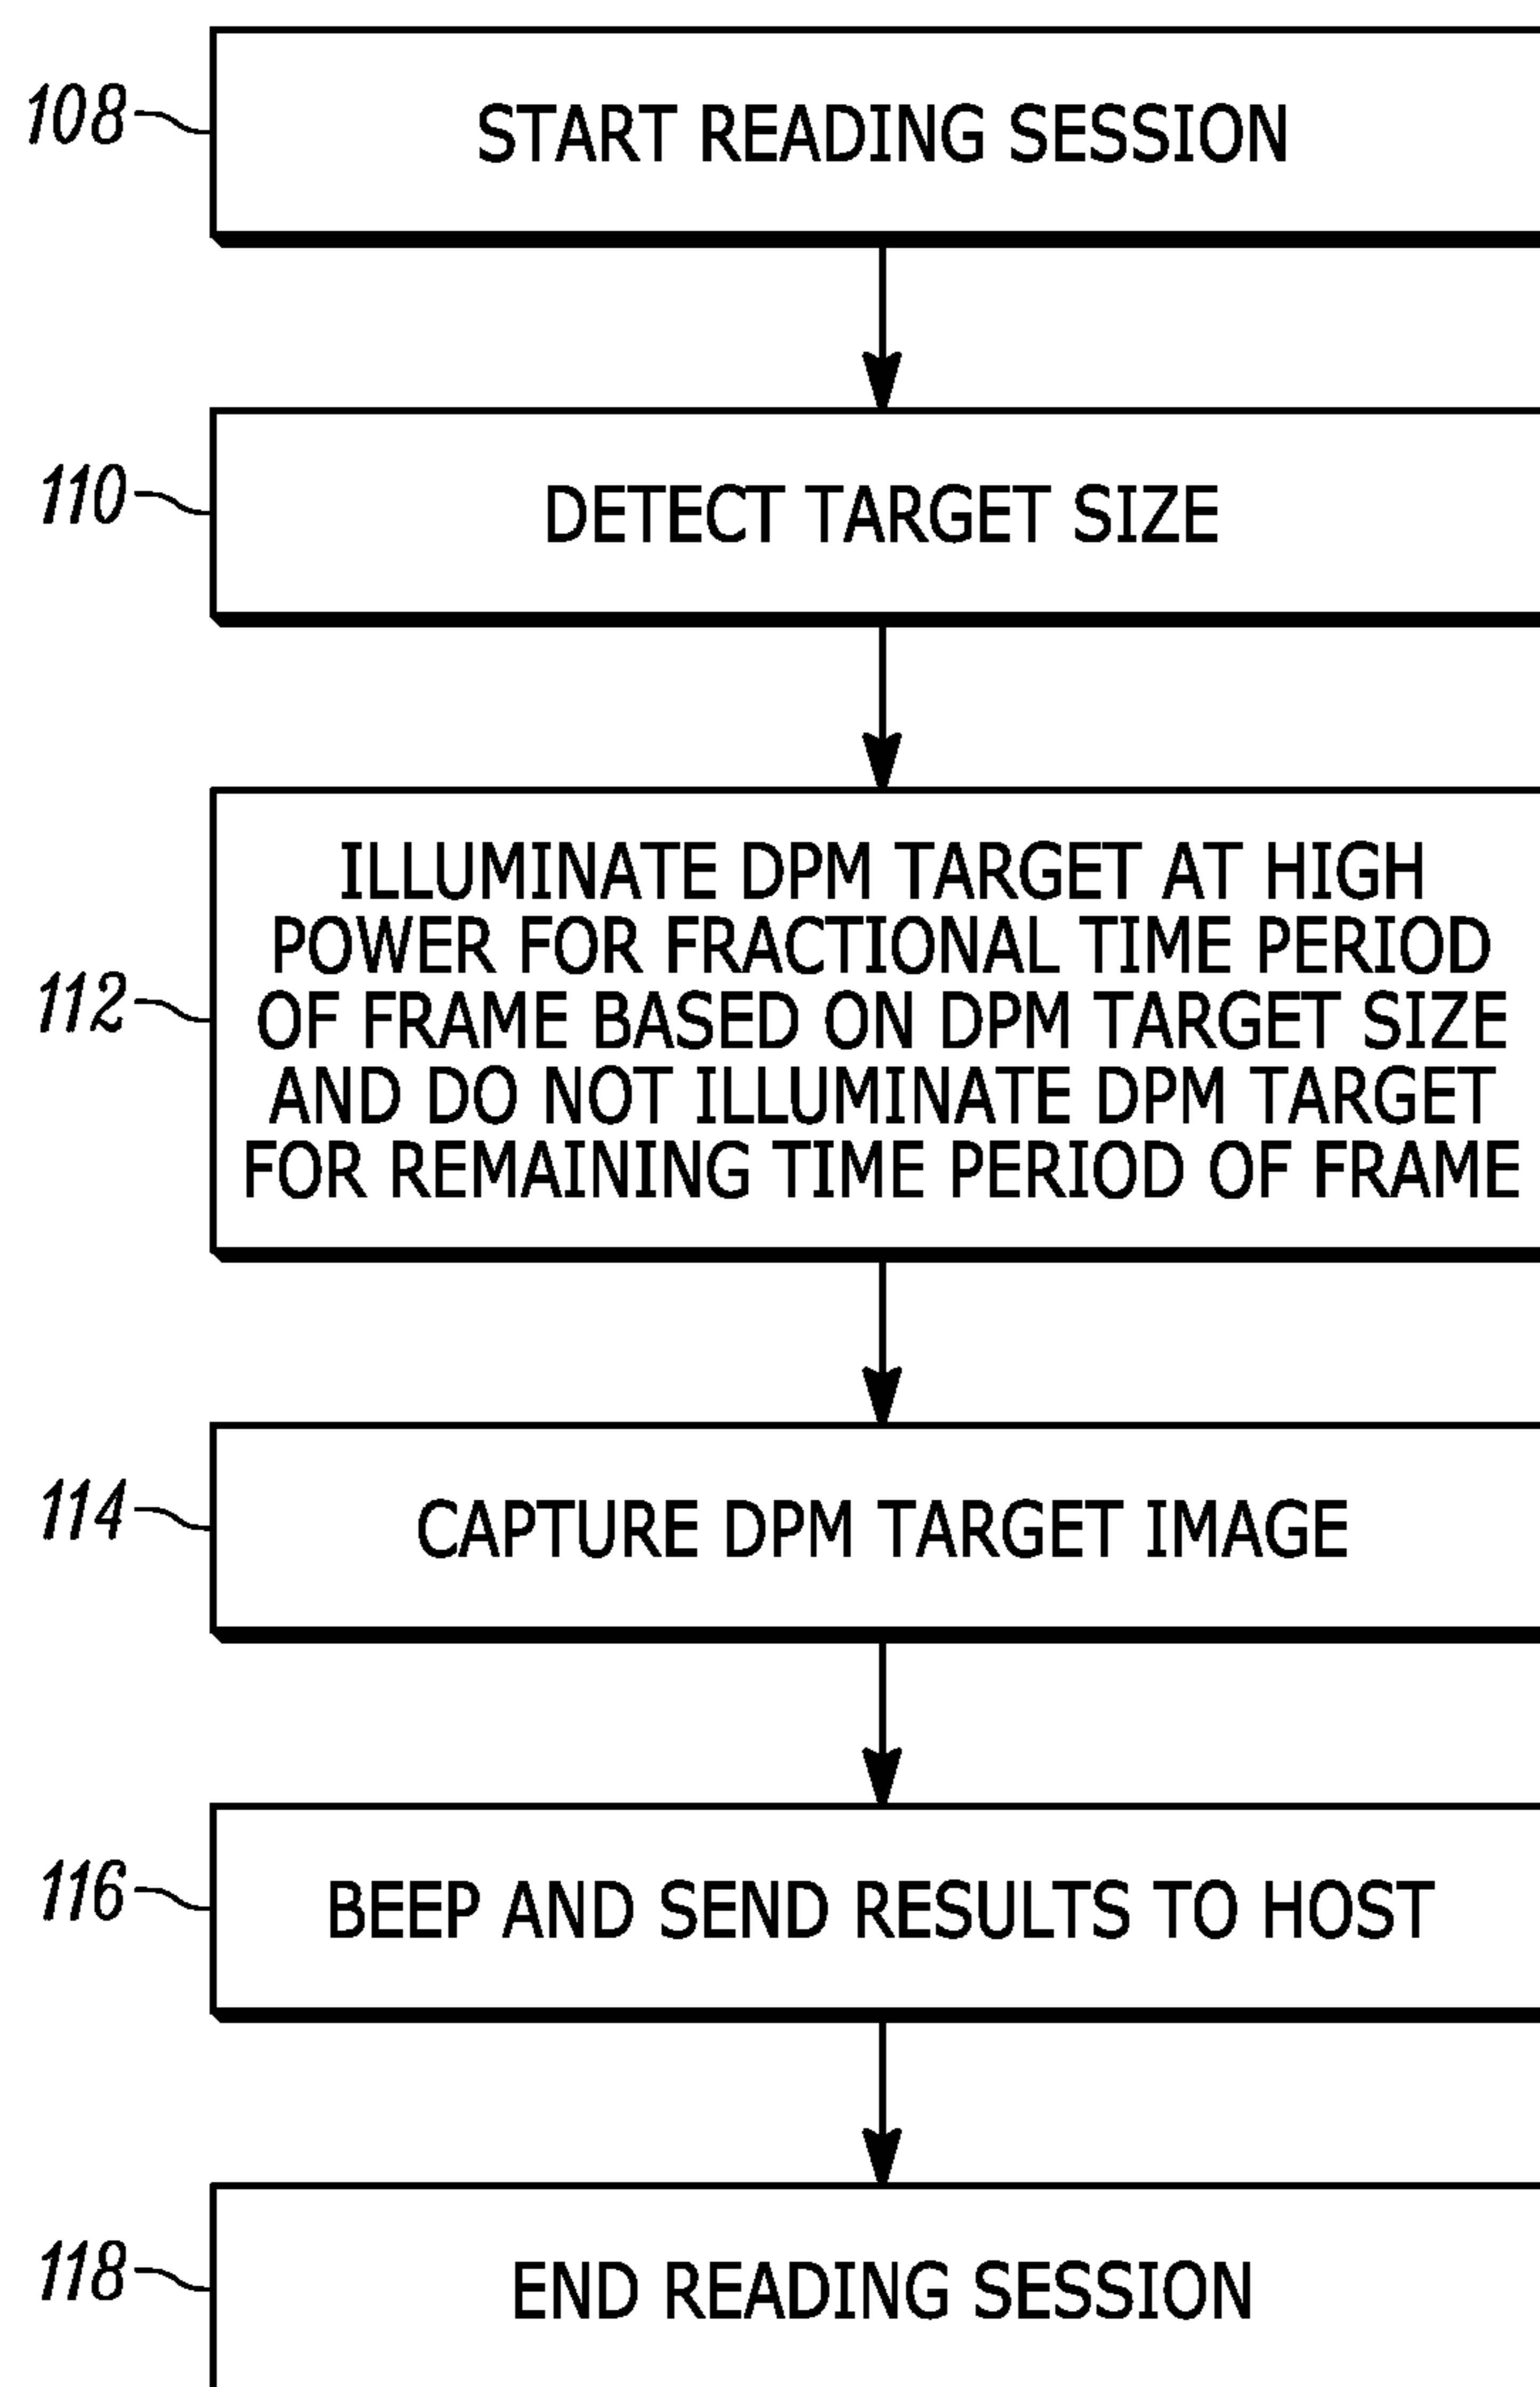 108
START READING SESSION
110
DETECT TARGET SIZE
112
ILLUMINATE DPM TARGET AT HIGH
POWER FOR FRACTIONAL TIME PERIOD
OF FRAME BASED ON DPM TARGET SIZE
AND DO NOT ILLUMINATE DPM TARGET
FOR REMAINING TIME PERIOD OF FRAME
114
CAPTURE DPM TARGET IMAGE
116
BEEP AND SEND RESULTS TO HOST
118
END READING SESSION